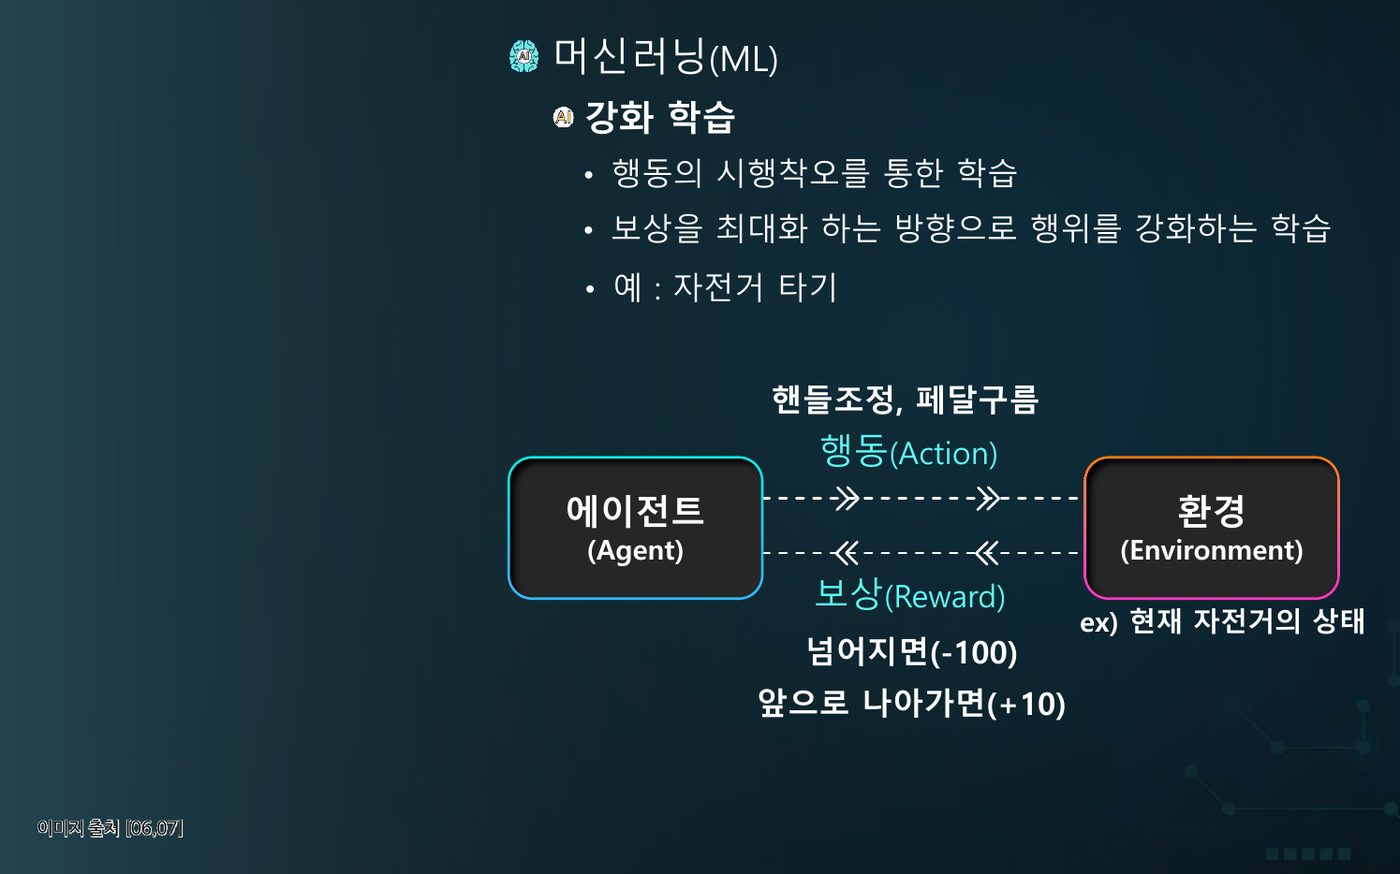 머신러닝(ML)
AI 강화 학습
• 행동의 시행착오를 통한 학습
• 보상을 최대화 하는 방향으로 행위를 강화하는 학습
• 예 : 자전거 타기
핸들조정, 페달구름
행동(Action)
에이전트
(Agent)
환경
(Environment)
보상(Reward)
ex) 현재 자전거의 상태
넘어지면(-100)
앞으로 나아가면(+10)
이미지 출처 [06,07]